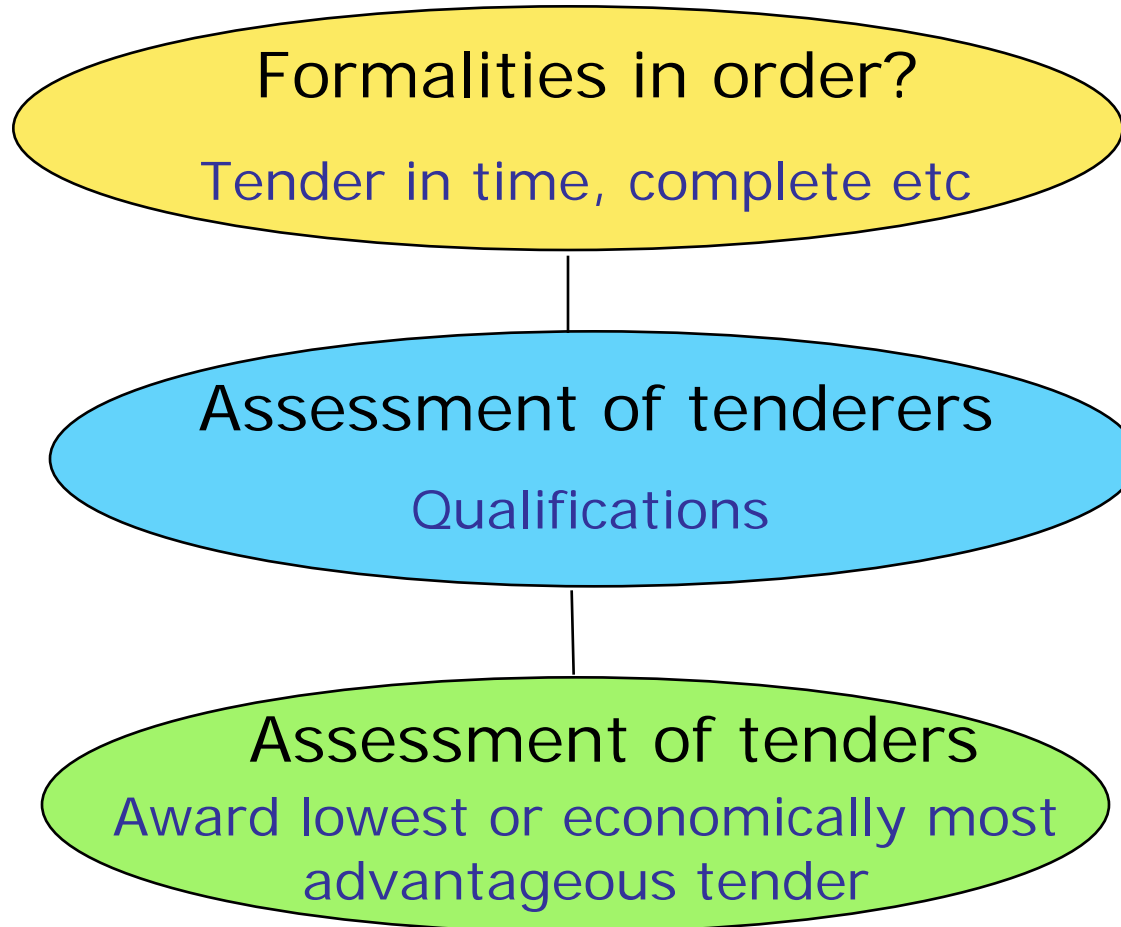 Formalities in order?
Tender in time, complete etc
Assessment of tenderers
Qualifications
Assessment of tenders
Award lowest or economically most
advantageous tender